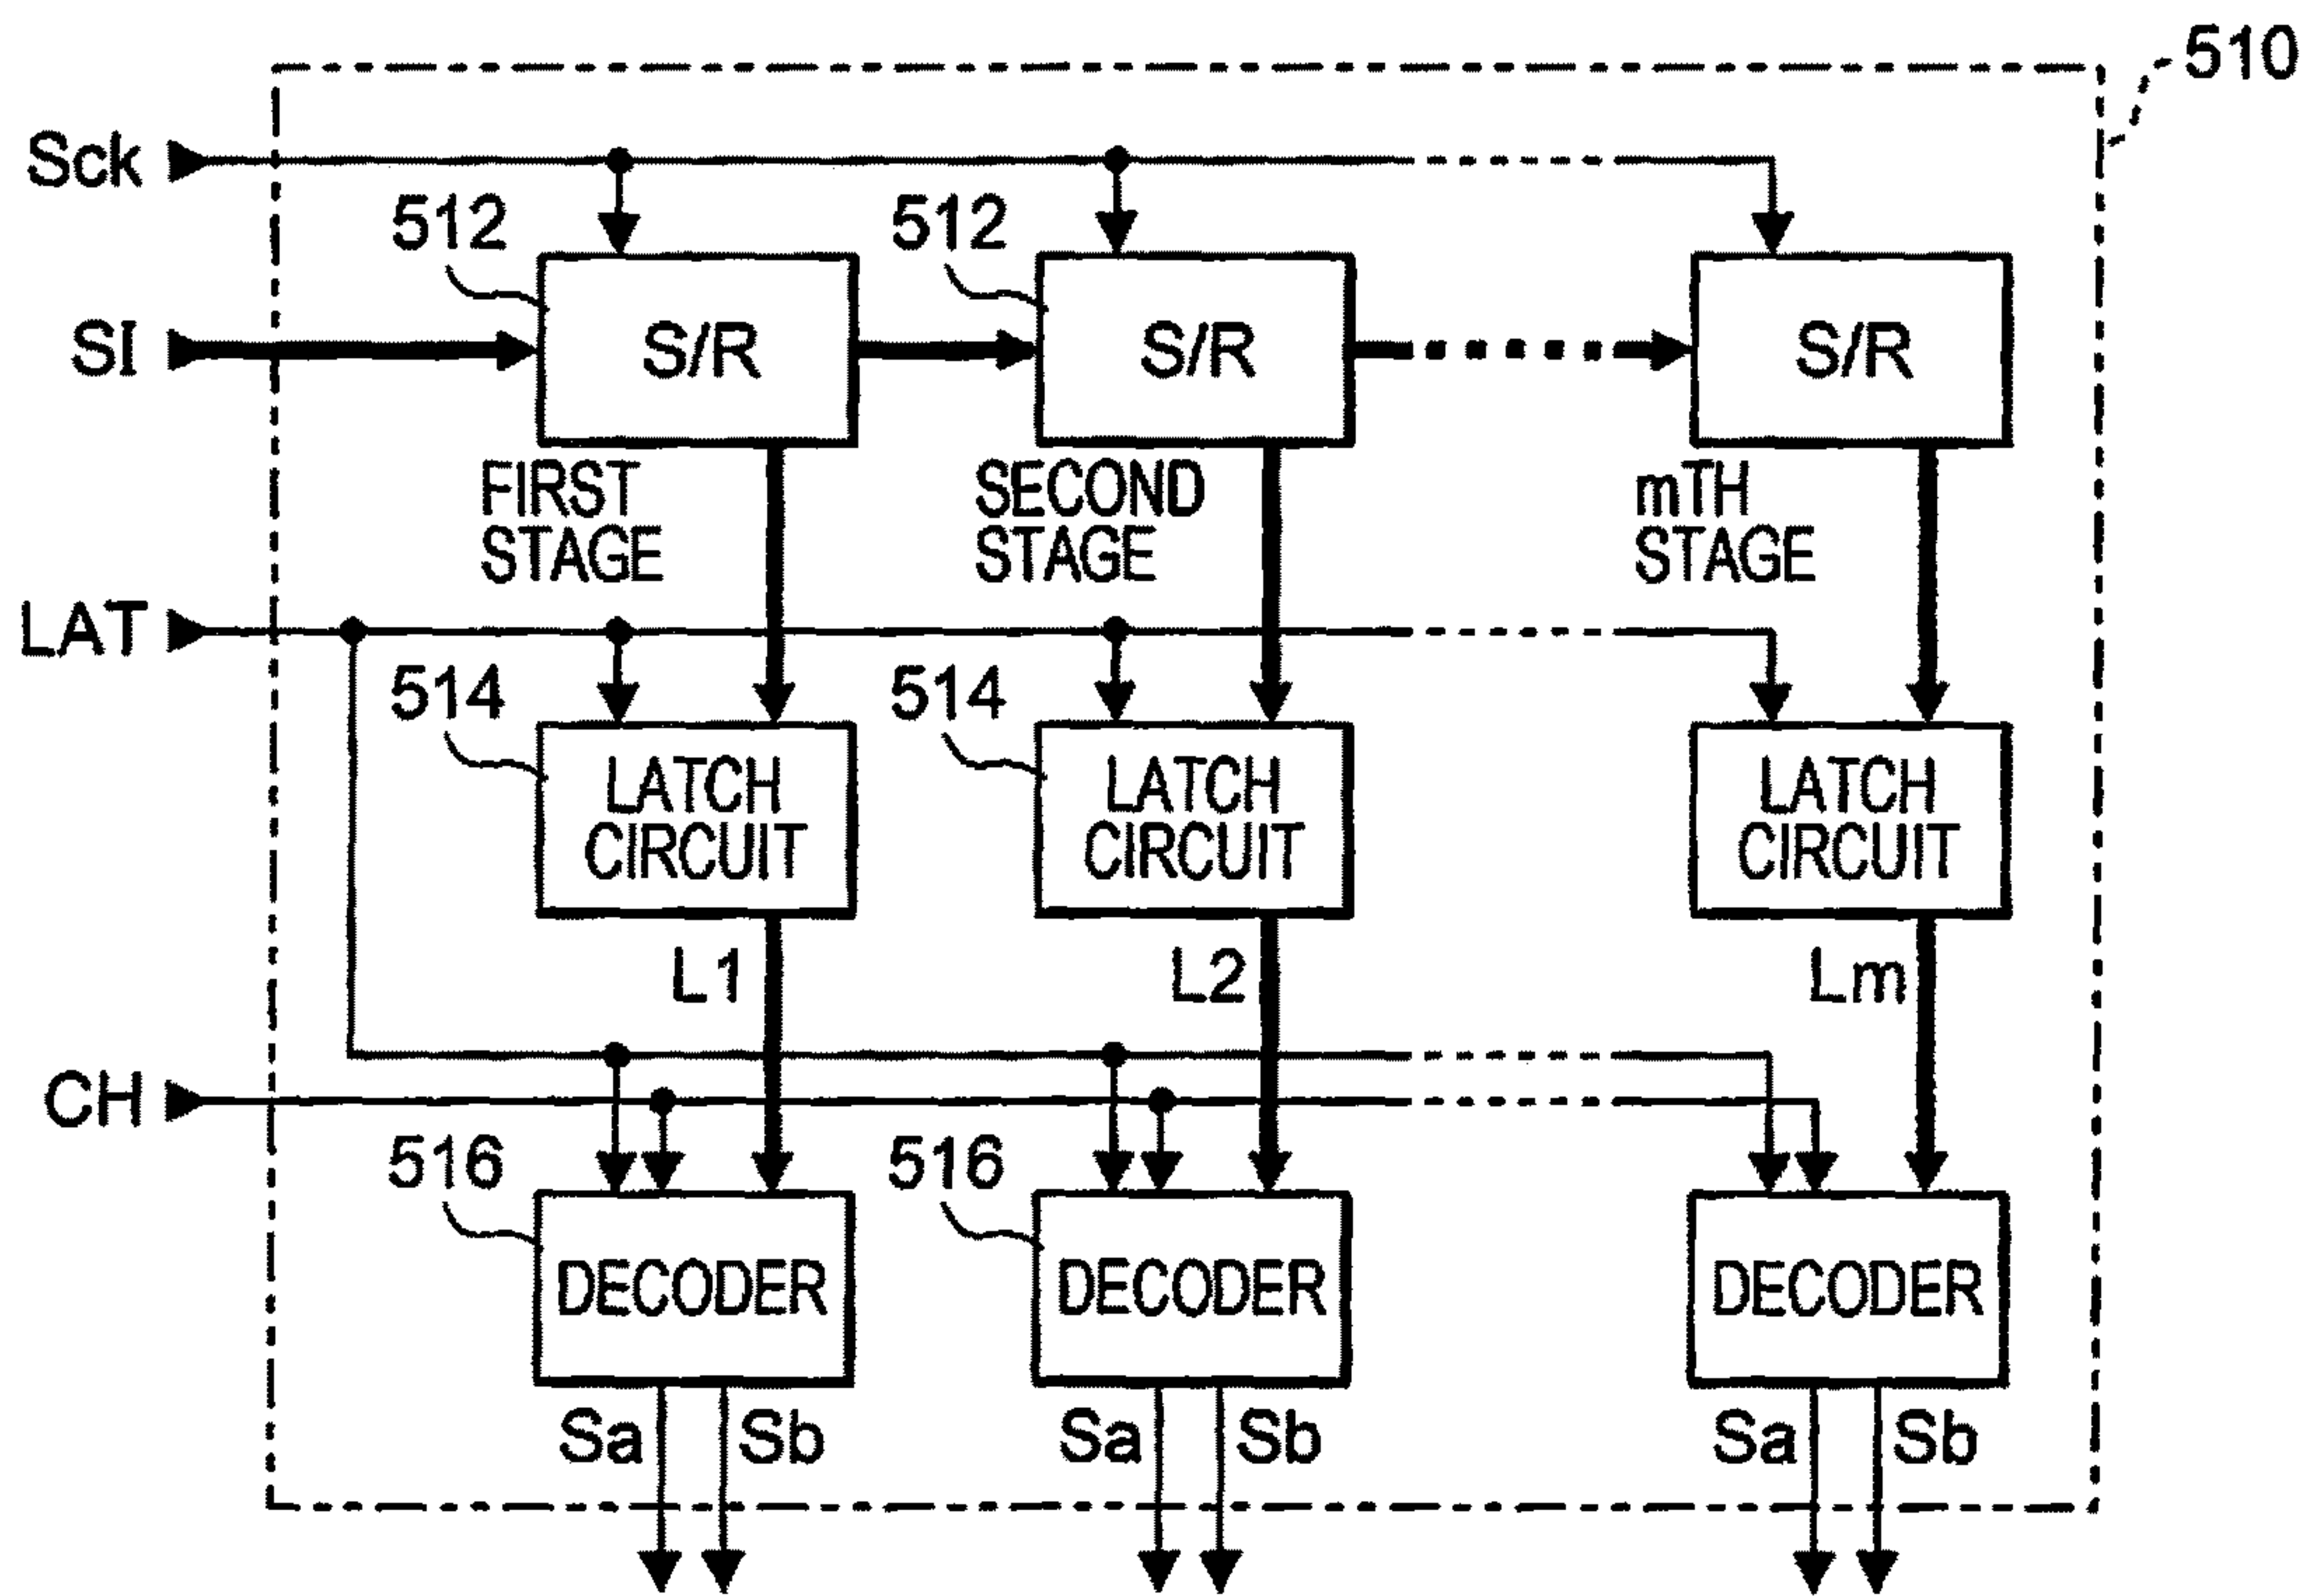 510
Sck
512
512
SI
S/R
S/R
S/R
FIRST
STAGE
SECOND
STAGE
mTH
STAGE
LAT
514
514
LATCH
CIRCUIT
LATCH
CIRCUIT
LATCH
CIRCUIT
L1
L2
Lm
CH
516
516
DECODER
DECODER
DECODER
Sa
Sb
Sa
Sb
Sa
Sb